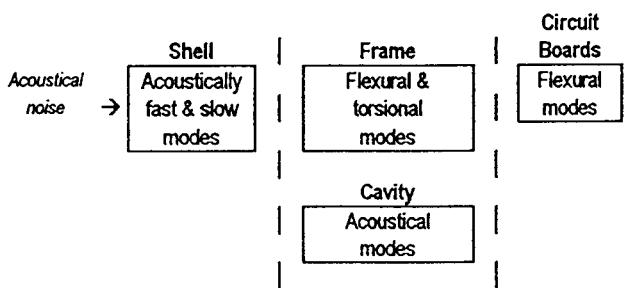 Acoustical
noise →
Shell
Acoustically
fast & slow
modes
Frame
Flexural &
torsional
modes
Cavity
Acoustical
modes
Circuit
Boards
Flexural
modes